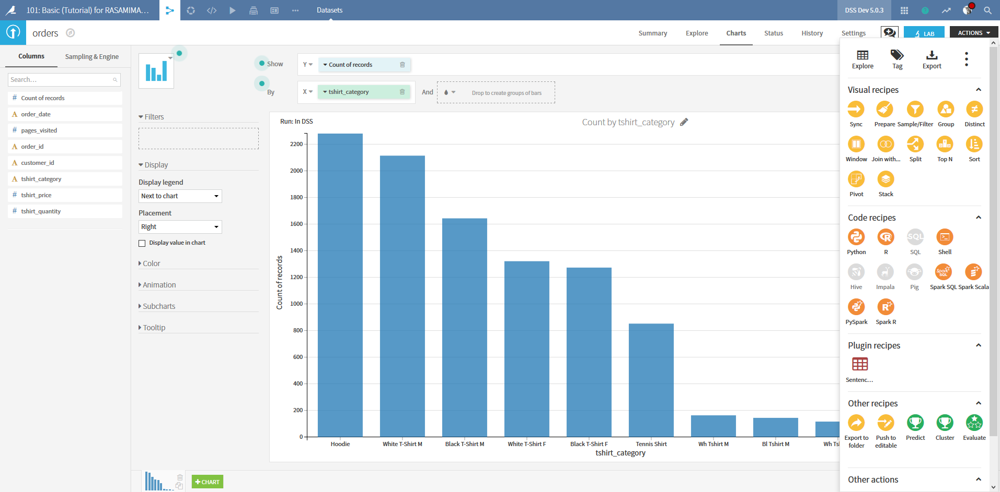 101: Basic (Tutorial) for RASAMIMA...
Datasets
DSS Dev 5.0.3
orders
Summary
Explore
Charts
Status
History
Settings
LAB
ACTIONS
Columns
Sampling & Engine
Search...
# Count of records
A order_date
# pages_visited
A order_id
A customer_id
A tshirt_category
# tshirt_price
# tshirt_quantity
Show
Y
Count of records
By
X
tshirt_category
And
Drop to create groups of bars
Filters
Display
Display legend
Next to chart
Placement
Right
Display value in chart
Color
Animation
Subcharts
Tooltip
Run: In DSS
Count by tshirt_category
Count of records
2200
2000
1800
1600
1400
1200
1000
800
600
400
200
0
Hoodie
White T-Shirt M
Black T-Shirt M
White T-Shirt F
Black T-Shirt F
Tennis Shirt
Wh Tshirt M
Bl Tshirt M
tshirt_category
+ CHART
Explore
Tag
Export
Visual recipes
Sync
Prepare
Sample/Filter
Group
Distinct
Window
Join with...
Split
Top N
Sort
Pivot
Stack
Code recipes
Python
R
SQL
SQL
Shell
Hive
Impala
Pig
Spark SQL
Spark SQL
Spark Scala
PySpark
R
Spark R
Plugin recipes
Sentenc...
Other recipes
Export to
folder
Push to
editable
Predict
Cluster
Evaluate
Other actions